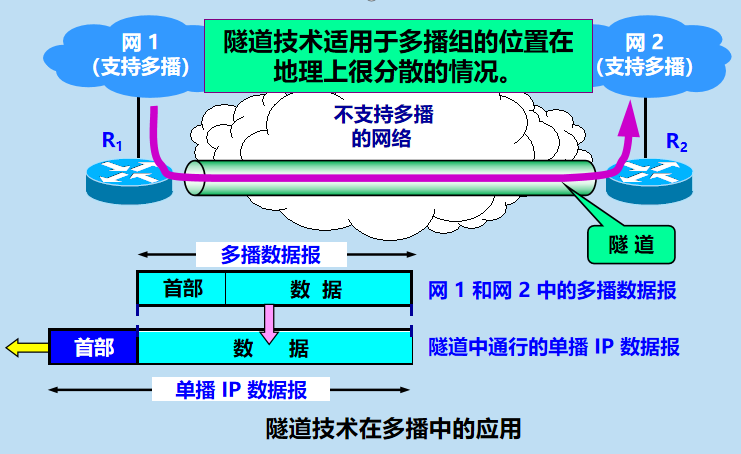 网 1
（支持多播）
隧道技术适用于多播组的位置在
地理上很分散的情况。
网 2
（支持多播）
不支持多播
的网络
R1
R2
隧 道
多播数据报
首部 数 据
网 1 和网 2 中的多播数据报
首部 数 据
隧道中通行的单播 IP 数据报
单播 IP 数据报
隧道技术在多播中的应用